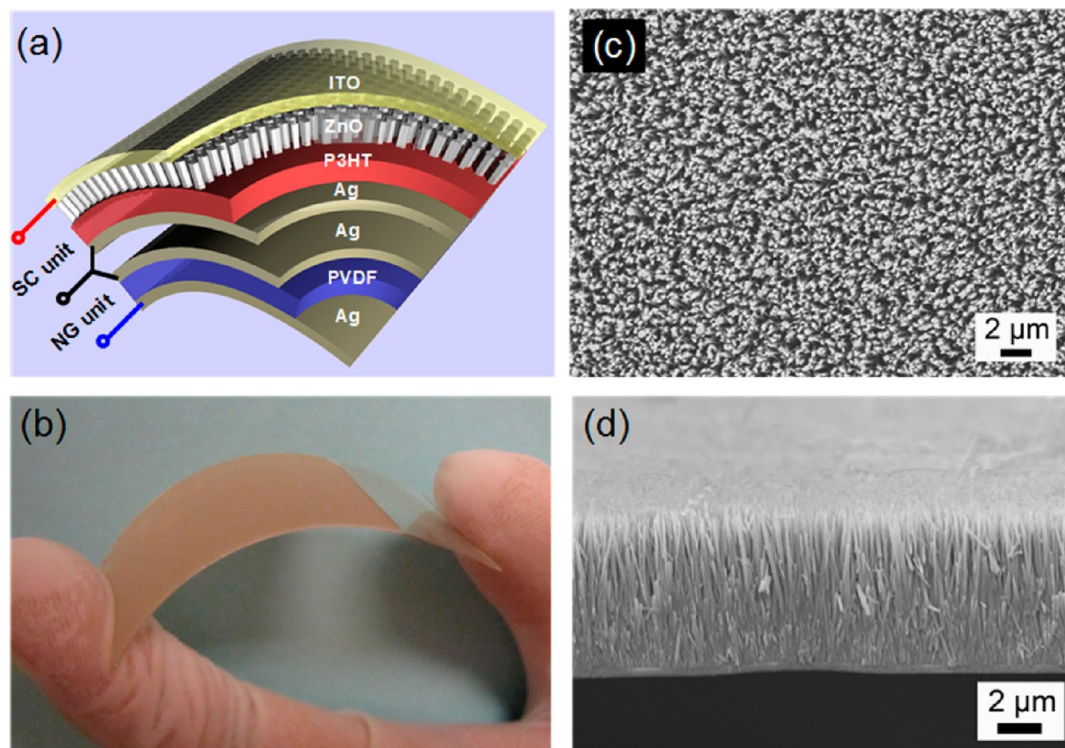 (a)
ITO
ZnO
P3HT
Ag
Ag
PVDF
Ag
SC unit
NG unit
(c)
2 µm
(b)
(d)
2 µm